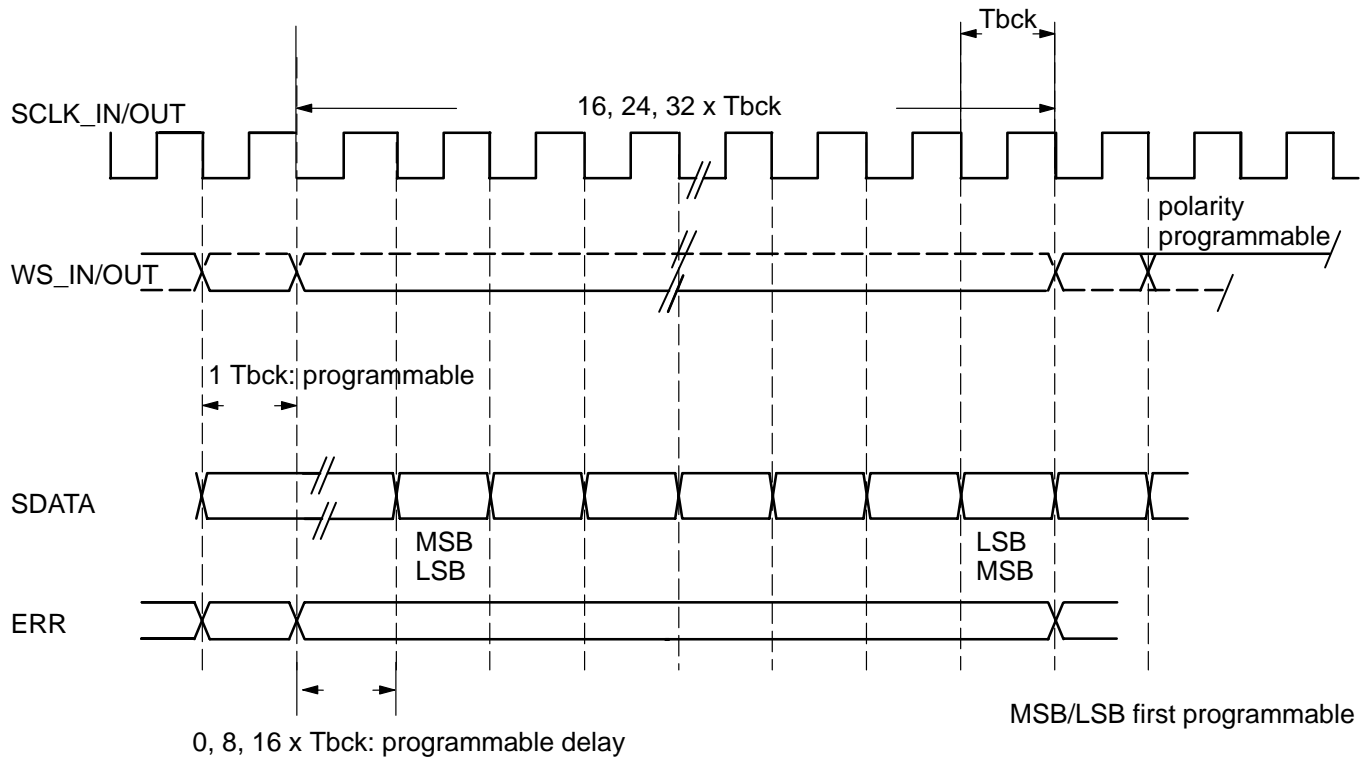 Tbck
SCLK_IN/OUT
16, 24, 32 x Tbck
polarity
programmable
WS_IN/OUT
1 Tbck: programmable
SDATA
MSB
LSB
LSB
MSB
ERR
MSB/LSB first programmable
0, 8, 16 x Tbck: programmable delay